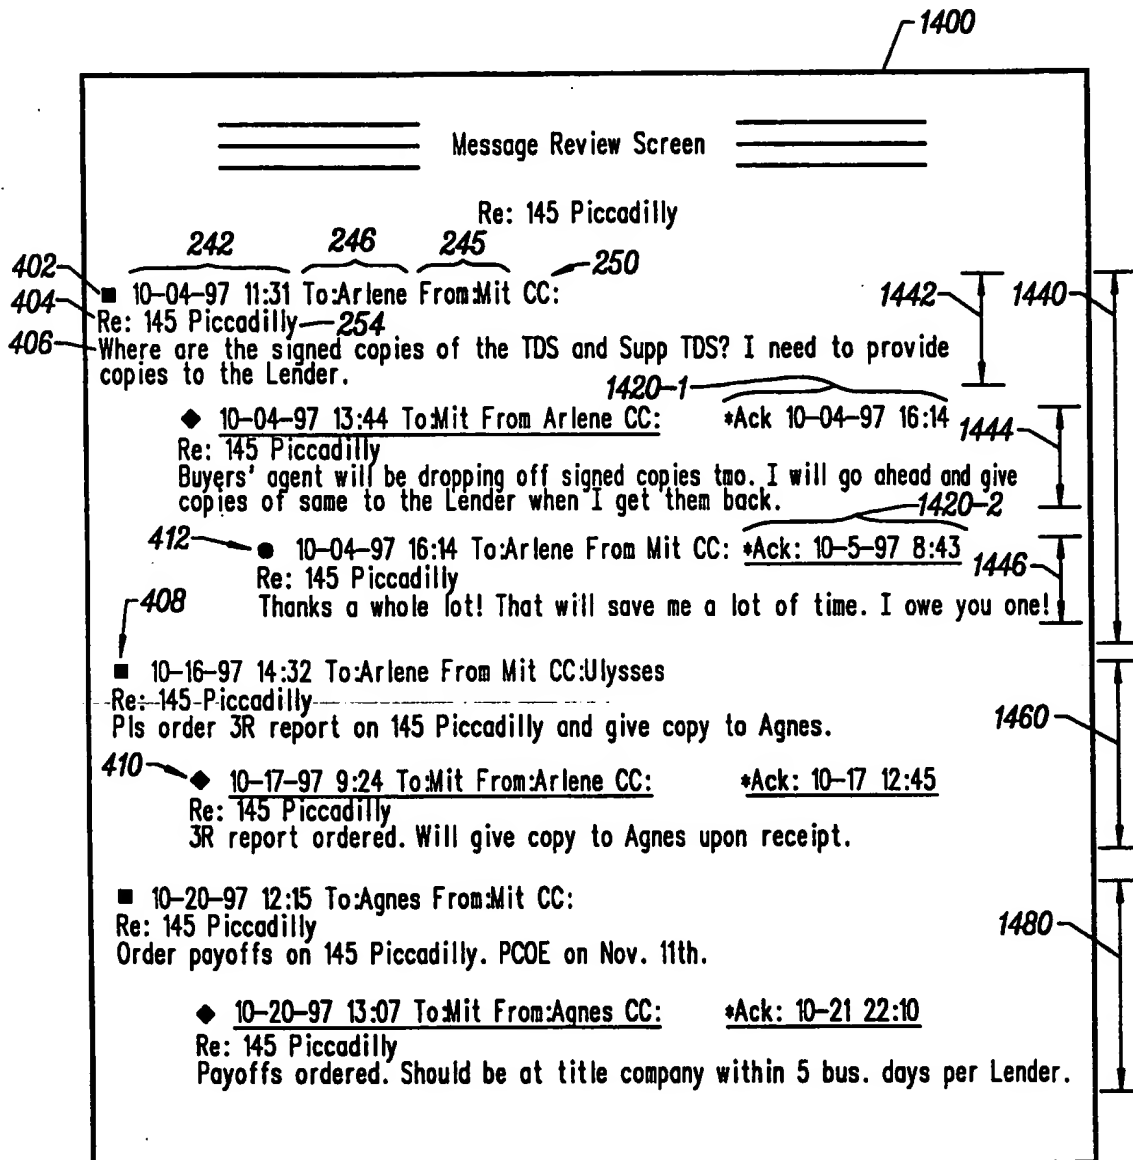 1400
Message Review Screen
Re: 145 Piccadilly
242 246 245 250
402 ■ 10-04-97 11:31 To:Arlene From:Mit CC: 1442 1440
404 Re: 145 Piccadilly 254
406 Where are the signed copies of the TDS and Supp TDS? I need to provide
copies to the Lender.
1420-1
◆ 10-04-97 13:44 To:Mit From Arlene CC: *Ack 10-04-97 16:14 1444
Re: 145 Piccadilly
Buyers' agent will be dropping off signed copies tmo. I will go ahead and give
copies of same to the Lender when I get them back. 1420-2
412 ● 10-04-97 16:14 To:Arlene From Mit CC: *Ack: 10-5-97 8:43 1446
Re: 145 Piccadilly
Thanks a whole lot! That will save me a lot of time. I owe you one!
408
■ 10-16-97 14:32 To:Arlene From Mit CC:Ulysses
Re: 145 Piccadilly
Pls order 3R report on 145 Piccadilly and give copy to Agnes. 1460
410 ◆ 10-17-97 9:24 To:Mit From:Arlene CC: *Ack: 10-17 12:45
Re: 145 Piccadilly
3R report ordered. Will give copy to Agnes upon receipt.
■ 10-20-97 12:15 To:Agnes From:Mit CC:
Re: 145 Piccadilly 1480
Order payoffs on 145 Piccadilly. PCOE on Nov. 11th.
◆ 10-20-97 13:07 To:Mit From:Agnes CC: *Ack: 10-21 22:10
Re: 145 Piccadilly
Payoffs ordered. Should be at title company within 5 bus. days per Lender.